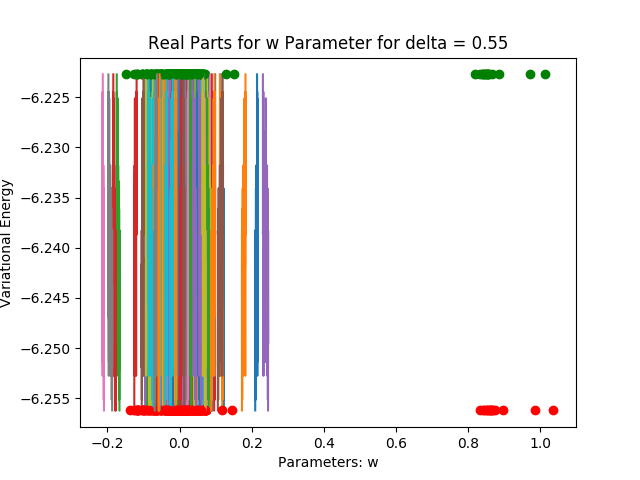 Real Parts for w Parameter for delta = 0.55
Variational Energy
−6.225
−6.230
−6.235
−6.240
−6.245
−6.250
−6.255
−0.2 0.0 0.2 0.4 0.6 0.8 1.0
Parameters: w